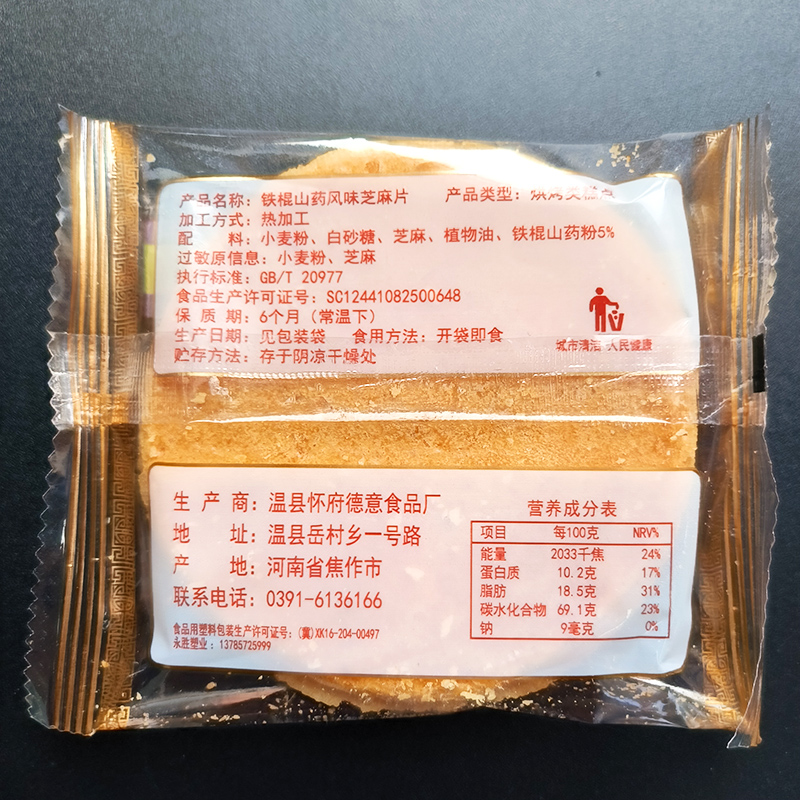 产品名称：铁棍山药风味芝麻片 产品类型：烘烤类糕点
加工方式：热加工
配 料：小麦粉、白砂糖、芝麻、植物油、铁棍山药粉5%
过敏原信息：小麦粉、芝麻
执行标准：GB/T 20977
食品生产许可证号：SC12441082500648
保 质 期：6个月（常温下）
生产日期：见包装袋 食用方法：开袋即食
贮存方法：存于阴凉干燥处
城市清洁 人民健康
生 产 商：温县怀府德意食品厂
地 址：温县岳村乡一号路
产 地：河南省焦作市
联系电话：0391-6136166
食品用塑料包装生产许可证号：(冀)XK16-204-00497
永胜塑业：13785725999
营养成分表
项目 每100克 NRV%
能量 2033千焦 24%
蛋白质 10.2克 17%
脂肪 18.5克 31%
碳水化合物 69.1克 23%
钠 9毫克 0%